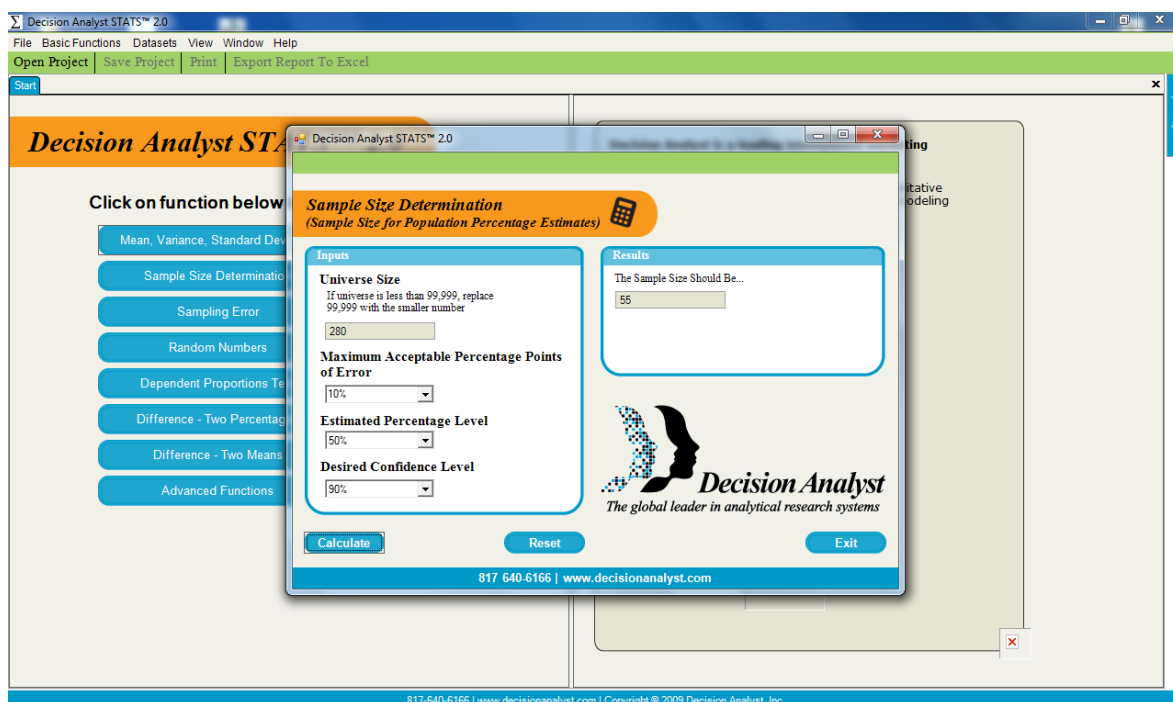 Σ Decision Analyst STATS™ 2.0
File Basic Functions Datasets View Window Help
Open Project Save Project Print Export Report To Excel
Start
Decision Analyst STA
Click on function below
Mean, Variance, Standard Dev
Sample Size Determinatio
Sampling Error
Random Numbers
Dependent Proportions Te
Difference - Two Percentag
Difference - Two Means
Advanced Functions
Decision Analyst is a leading
ting
itative
odeling
Decision Analyst STATS™ 2.0
Sample Size Determination
(Sample Size for Population Percentage Estimates)
Inputs
Universe Size
If universe is less than 99,999, replace
99,999 with the smaller number
280
Maximum Acceptable Percentage Points
of Error
10%
Estimated Percentage Level
50%
Desired Confidence Level
90%
Results
The Sample Size Should Be...
55
Decision Analyst
The global leader in analytical research systems
Calculate Reset Exit
817 640-6166 | www.decisionanalyst.com
817-640-6166 | www.decisionanalyst.com | Copyright © 2009 Decision Analyst, Inc.